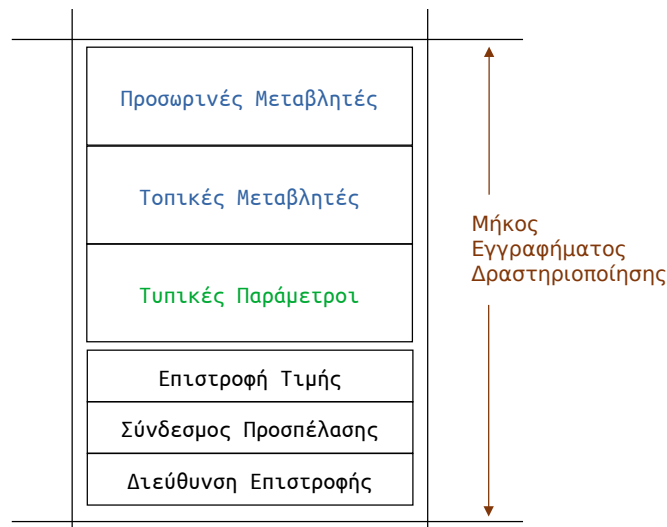 Προσωρινές Μεταβλητές
Τοπικές Μεταβλητές
Τυπικές Παράμετροι
Επιστροφή Τιμής
Σύνδεσμος Προσπέλασης
Διεύθυνση Επιστροφής
Μήκος
Εγγραφήματος
Δραστηριοποίησης